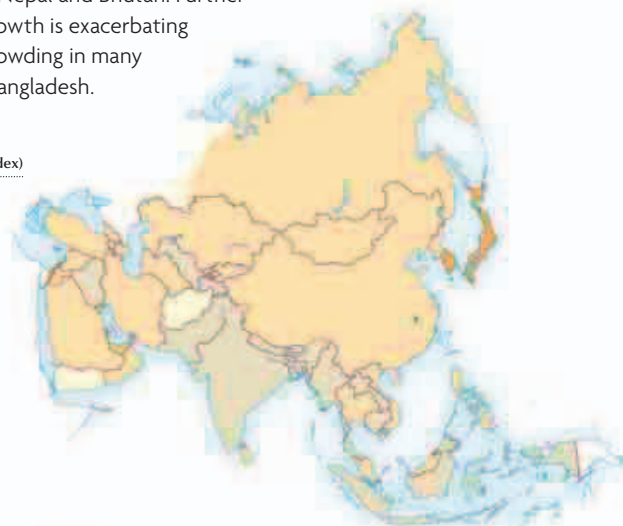 Nepal and Bhutan. Further
owth is exacerbating
owding in many
angladesh.
dex)